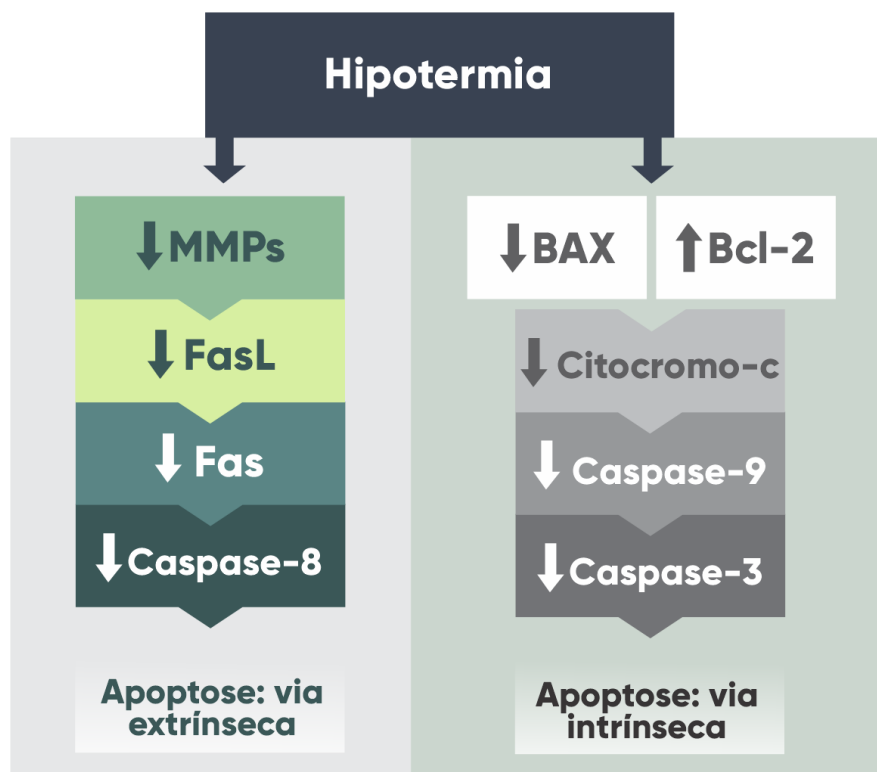 Hipotermia
↓MMPs
↓FasL
↓Fas
↓Caspase-8
Apoptose: via
extrínseca
↓BAX
↑Bcl-2
↓Citocromo-c
↓Caspase-9
↓Caspase-3
Apoptose: via
intrínseca